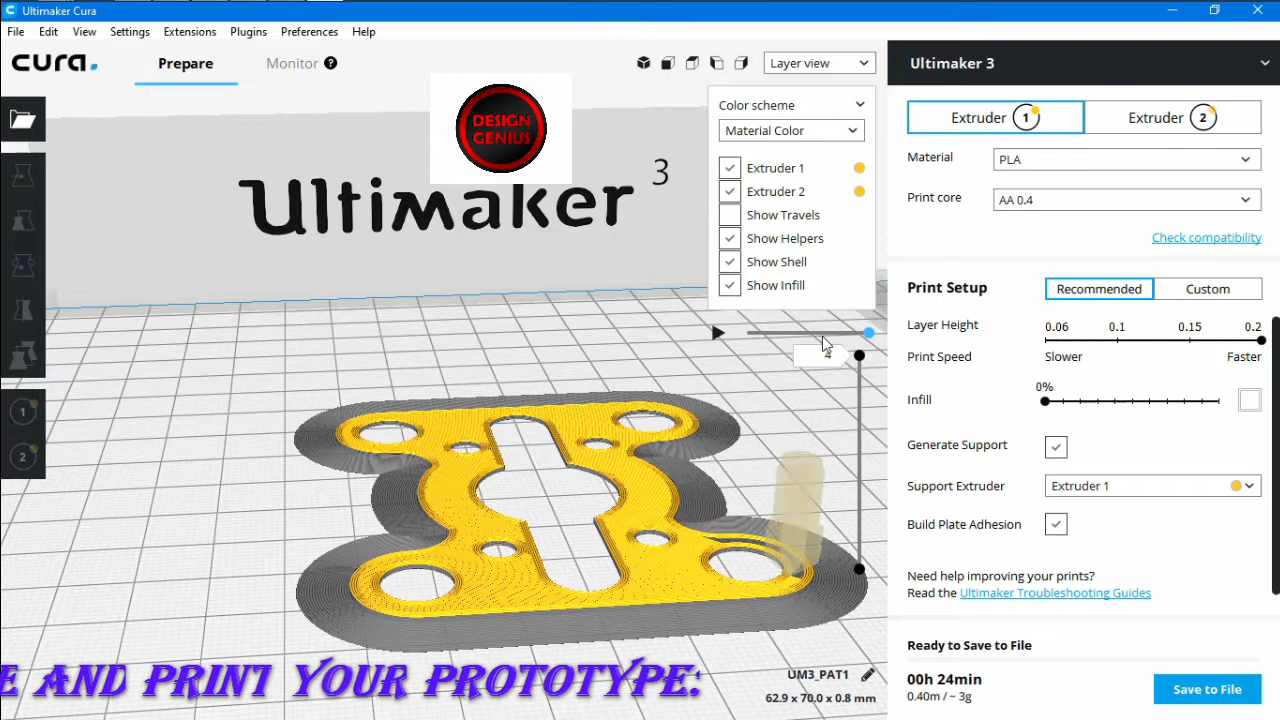 Ultimaker Cura
File Edit View Settings Extensions Plugins Preferences Help
cura.
Prepare
Monitor ?
Layer view
Ultimaker 3
Color scheme
Material Color
Extruder 1
Extruder 2
Show Travels
Show Helpers
Show Shell
Show Infill
DESIGN
GENIUS
Ultimaker 3
4
1
2
Extruder 1
Extruder 2
Material PLA
Print core AA 0.4
Check compatibility
Print Setup Recommended Custom
Layer Height 0.06 0.1 0.15 0.2
Print Speed Slower Faster
0%
Infill
Generate Support
Support Extruder Extruder 1
Build Plate Adhesion
Need help improving your prints?
Read the Ultimaker Troubleshooting Guides
Ready to Save to File
00h 24min
0.40m / ~ 3g
Save to File
UM3_PAT1
62.9 x 70.0 x 0.8 mm
E AND PRINT YOUR PROTOTYPE: